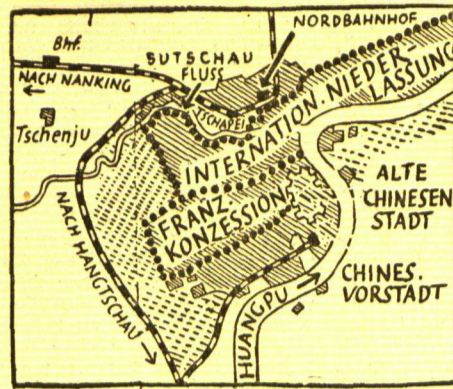 NORDBAHNHOF
Bhf.
SUTSCHAU
FLUSS
NACH NANKING
TSCHAPEI
INTERNATION. NIEDER-
LASSUNG
Tschenju
ALTE
CHINESEN
STADT
FRANZ.
KONZESSION
NACH HANGTSCHAU
CHINES.
VORSTADT
HUANGPU